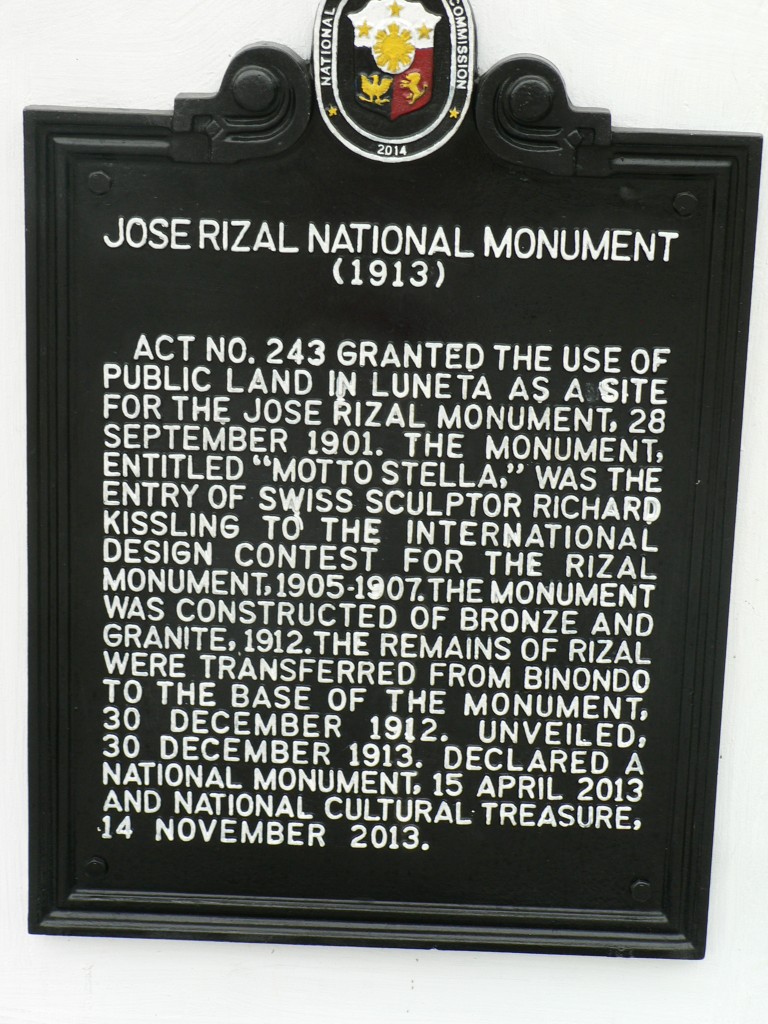 NATIONAL
COMMISSION
2014
JOSE RIZAL NATIONAL MONUMENT
(1913)
ACT NO. 243 GRANTED THE USE OF
PUBLIC LAND IN LUNETA AS A SITE
FOR THE JOSE RIZAL MONUMENT, 28
SEPTEMBER 1901. THE MONUMENT,
ENTITLED "MOTTO STELLA," WAS THE
ENTRY OF SWISS SCULPTOR RICHARD
KISSLING TO THE INTERNATIONAL
DESIGN CONTEST FOR THE RIZAL
MONUMENT, 1905-1907. THE MONUMENT
WAS CONSTRUCTED OF BRONZE AND
GRANITE, 1912. THE REMAINS OF RIZAL
WERE TRANSFERRED FROM BINONDO
TO THE BASE OF THE MONUMENT,
30 DECEMBER 1912. UNVEILED,
30 DECEMBER 1913. DECLARED A
NATIONAL MONUMENT, 15 APRIL 2013
AND NATIONAL CULTURAL TREASURE,
14 NOVEMBER 2013.